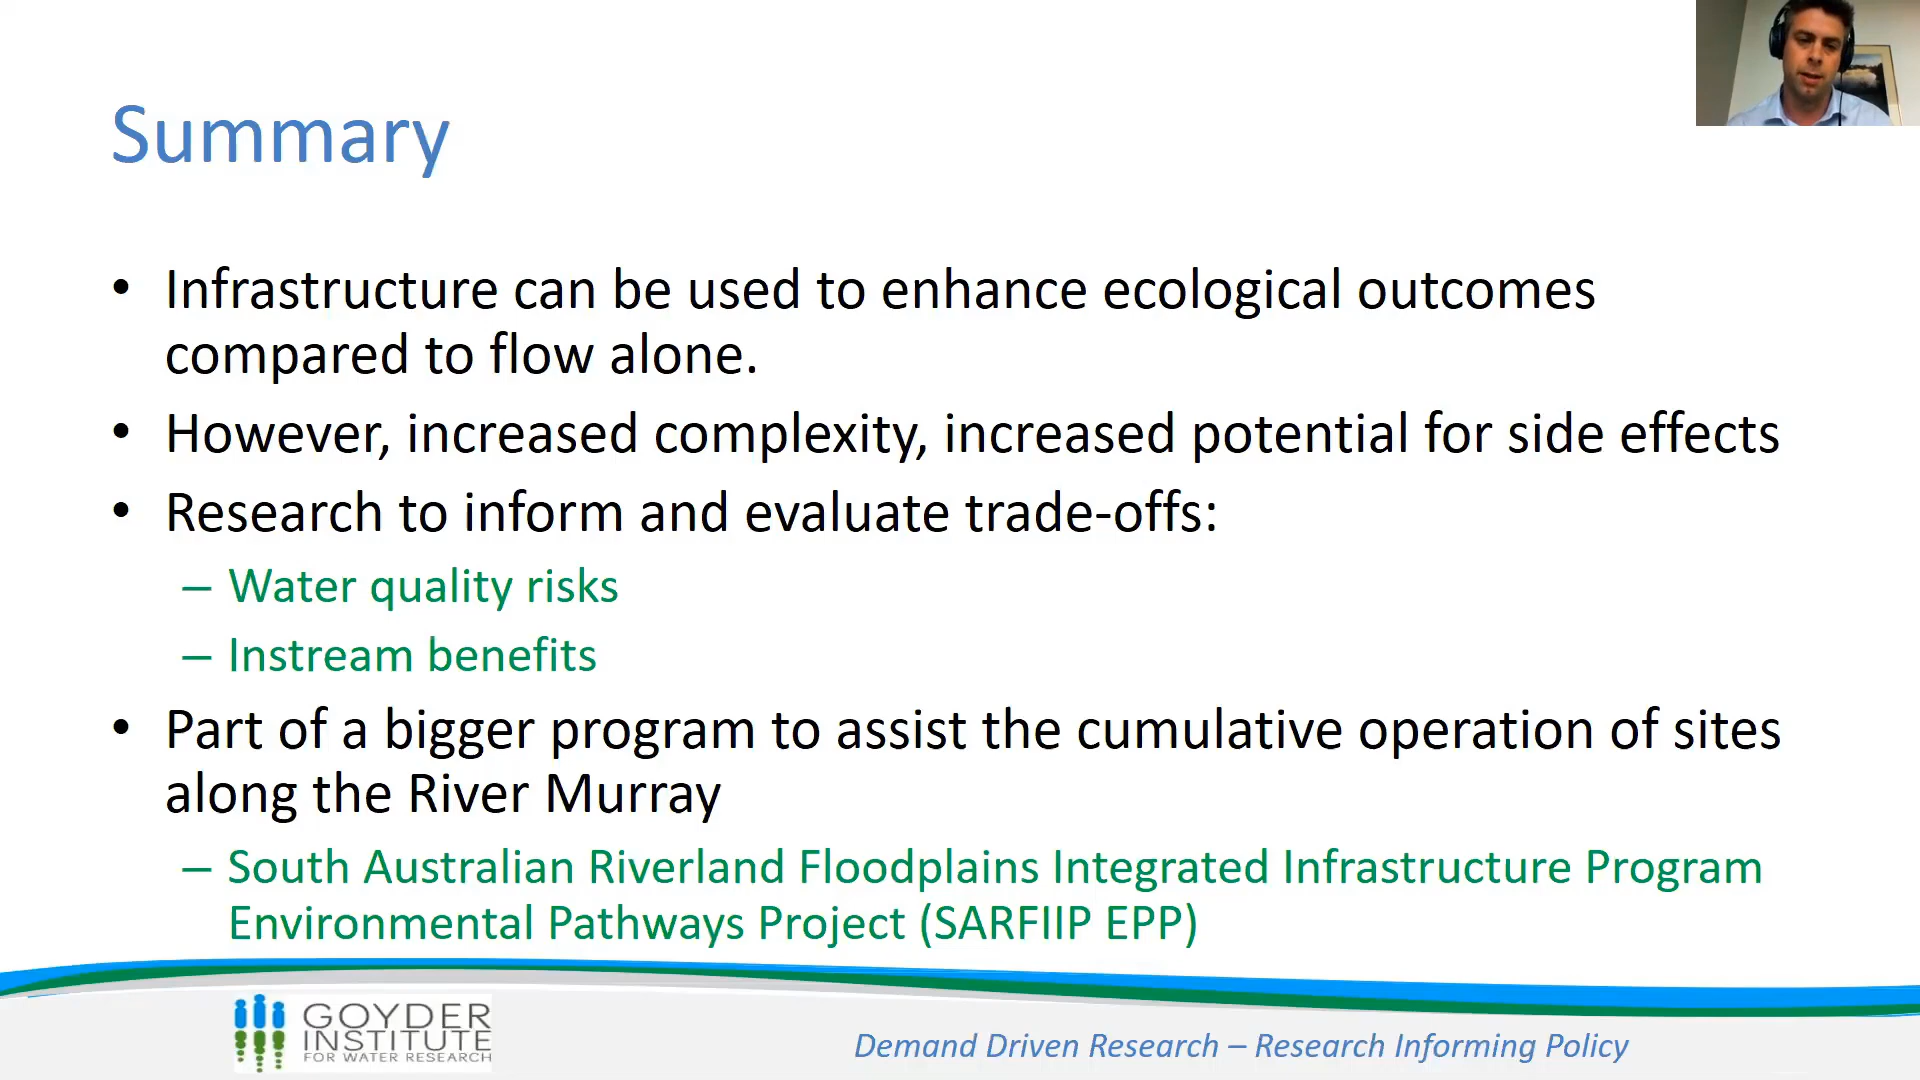 Summary
• Infrastructure can be used to enhance ecological outcomes
compared to flow alone.
• However, increased complexity, increased potential for side effects
• Research to inform and evaluate trade-offs:
– Water quality risks
– Instream benefits
• Part of a bigger program to assist the cumulative operation of sites
along the River Murray
– South Australian Riverland Floodplains Integrated Infrastructure Program
Environmental Pathways Project (SARFIIP EPP)
GOYDER
INSTITUTE
FOR WATER RESEARCH
Demand Driven Research – Research Informing Policy